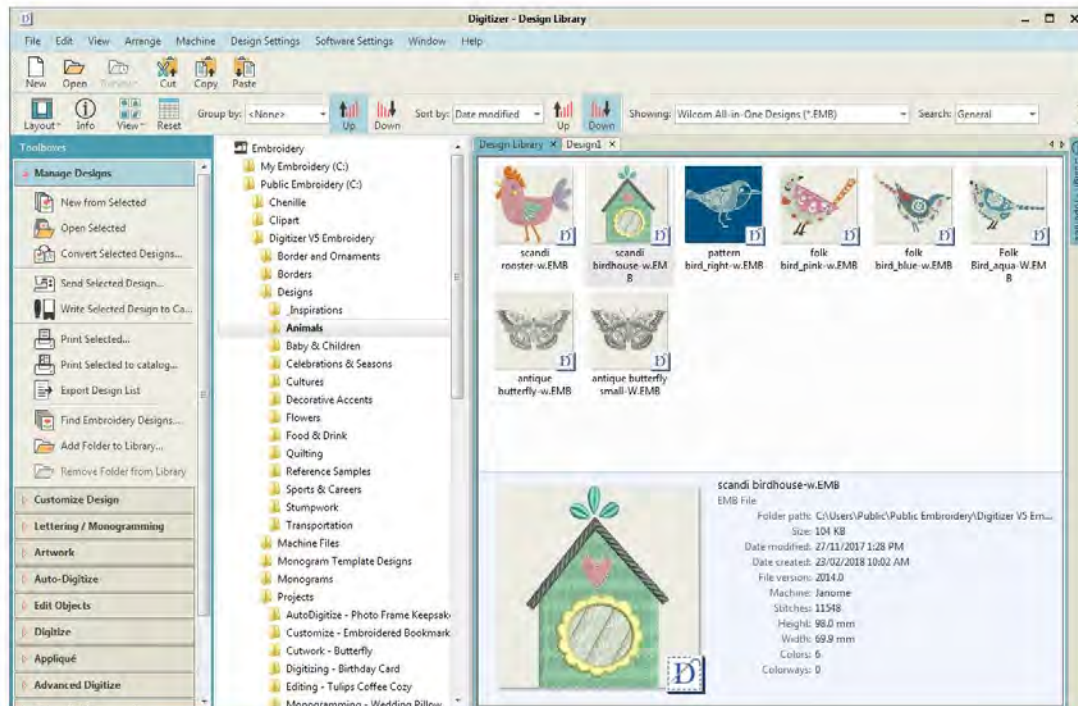 Digitizer - Design Library
File Edit View Arrange Machine Design Settings Software Settings Window Help
New Open Cut Copy Paste
Layout Info View Reset Group by: <None> Up Down Sort by: Date modified Up Down Showing: Wilcom All-in-One Designs (*.EMB) Search: General
Toolboxes
Manage Designs
New from Selected
Open Selected
Convert Selected Designs...
Send Selected Design...
Write Selected Design to Ca...
Print Selected...
Print Selected to catalog...
Export Design List
Find Embroidery Designs...
Add Folder to Library...
Remove Folder from Library
Customize Design
Lettering / Monogramming
Artwork
Auto-Digitize
Edit Objects
Digitize
Appliqué
Advanced Digitize
Embroidery
My Embroidery (C:)
Public Embroidery (C:)
Chenille
Clipart
Digitizer V5 Embroidery
Border and Ornaments
Borders
Designs
_Inspirations
Animals
Baby & Children
Celebrations & Seasons
Cultures
Decorative Accents
Flowers
Food & Drink
Quilting
Reference Samples
Sports & Careers
Stumpwork
Transportation
Machine Files
Monogram Template Designs
Monograms
Projects
AutoDigitize - Photo Frame Keepsak
Customize - Embroidered Bookmark
Cutwork - Butterfly
Digitizing - Birthday Card
Editing - Tulips Coffee Cozy
Monogramming - Wedding Pillow
Design Library Design1
scandi
rooster-w.EMB
scandi
birdhouse-w.EM
B
pattern
bird_right-w.EMB
folk
bird_pink-w.EMB
folk
bird_blue-w.EMB
Folk
Bird_aqua-W.EM
B
antique
butterfly-w.EMB
antique butterfly
small-W.EMB
scandi birdhouse-w.EMB
EMB File
Folder path: C:\Users\Public\Public Embroidery\Digitizer V5 Em...
Size: 104 KB
Date modified: 27/11/2017 1:28 PM
Date created: 23/02/2018 10:02 AM
File version: 2014.0
Machine: Janome
Stitches: 11548
Height: 98.0 mm
Width: 69.9 mm
Colors: 6
Colorways: 0